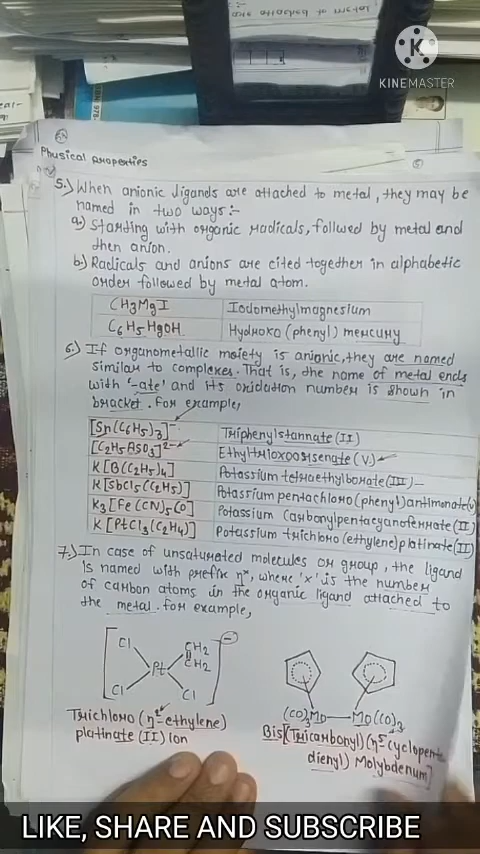 are attached to metal
KINEMASTER
Physical properties
5.) When anionic ligands are attached to metal, they may be
named in two ways:-
a) Starting with organic radicals, follwed by metal and
then anion.
b.) Radicals and anions are cited together in alphabetic
order followed by metal atom.
CH3MgI Iodomethylmagnesium
C6H5HgOH Hydroxo (phenyl) mercury
6.) If organometallic moiety is anionic, they are named
similar to complexes. That is, the name of metal ends
with '-ate' and its oxidation number is shown in
bracket. for example,
[Sn(C6H5)3]⁻ Triphenylstannate (II)
[C2H5AsO3]²⁻ Ethyltrioxoarsenate (V)
K[B(C2H5)4] Potassium tetraethylborate (III)
K[SbCl5(C2H5)] Potassium pentachloro (phenyl) antimonate (V)
K3[Fe(CN)5CO] Potassium Carbonylpentacyanoferrate (II)
K[PtCl3(C2H4)] Potassium trichloro (ethylene) platinate (II)
7.) In case of unsaturated molecules or group, the ligand
is named with prefix ηˣ, where 'x' is the number
of carbon atoms in the organic ligand attached to
the metal. for example,
Cl CH2
Pt CH2
Cl Cl
(CO)3Mo Mo(CO)3
Trichloro (η²-ethylene)
platinate (II) Ion
Bis[(Tricarbonyl)(η⁵-cyclopenta
dienyl) Molybdenum]
LIKE, SHARE AND SUBSCRIBE